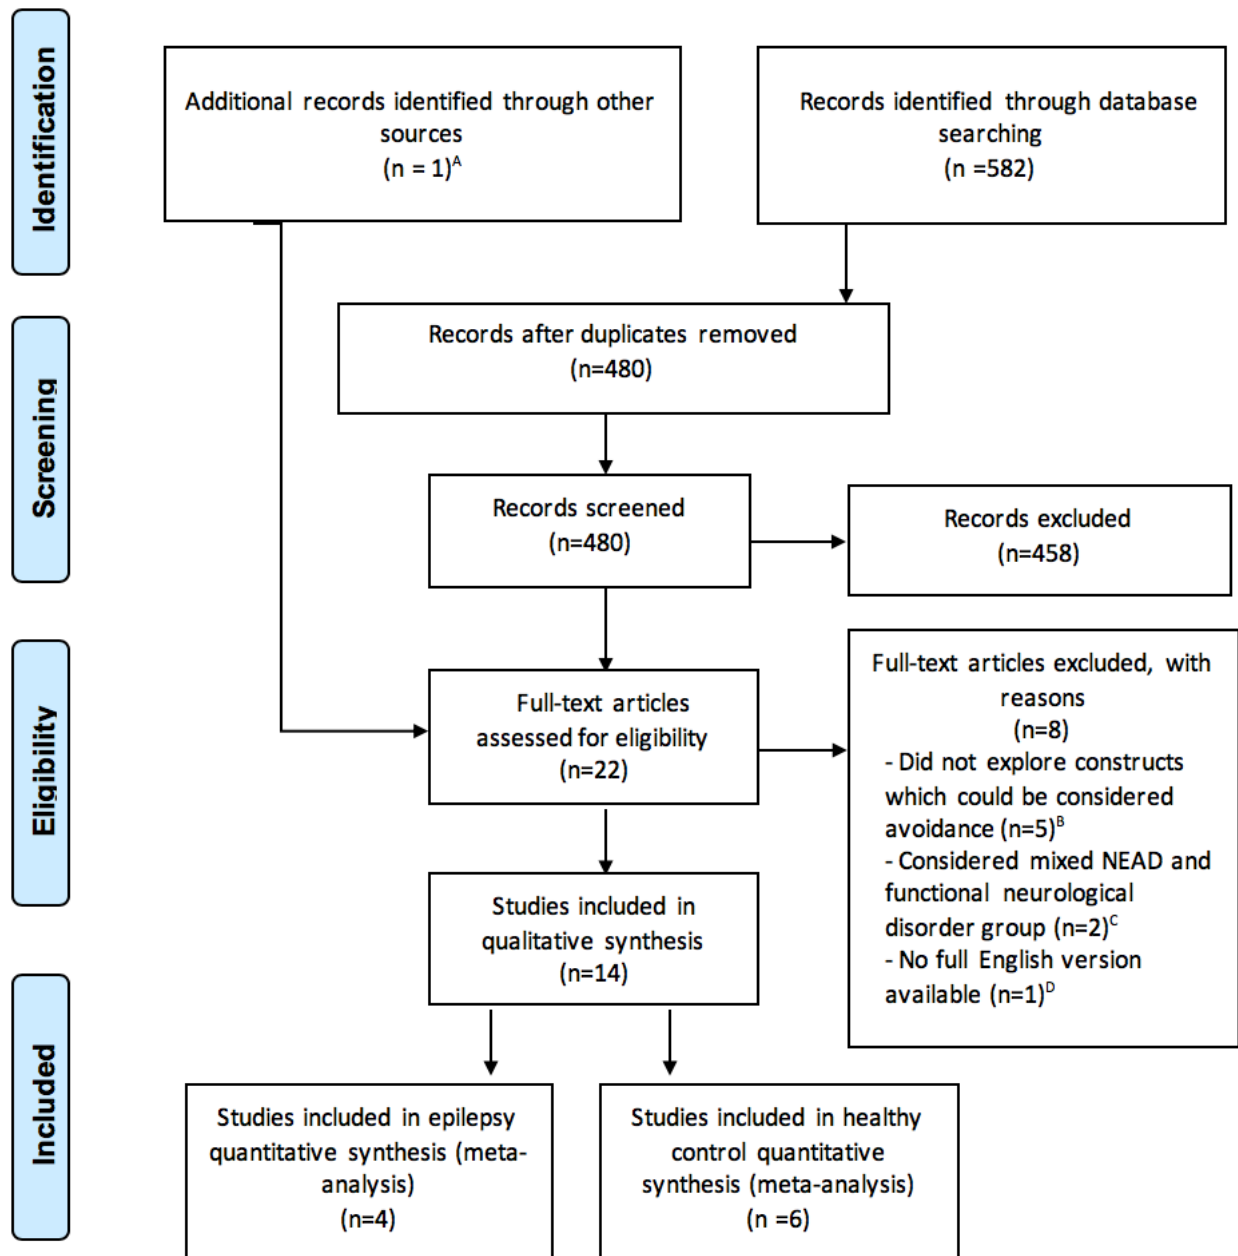 Identification
Additional records identified through other
sources
(n = 1)A
Records identified through database
searching
(n =582)
Screening
Records after duplicates removed
(n=480)
Records screened
(n=480)
Records excluded
(n=458)
Eligibility
Full-text articles
assessed for eligibility
(n=22)
Full-text articles excluded, with
reasons
(n=8)
- Did not explore constructs
which could be considered
avoidance (n=5)B
- Considered mixed NEAD and
functional neurological
disorder group (n=2)C
- No full English version
available (n=1)D
Studies included in
qualitative synthesis
(n=14)
Included
Studies included in epilepsy
quantitative synthesis (meta-
analysis)
(n=4)
Studies included in healthy
control quantitative
synthesis (meta-analysis)
(n =6)